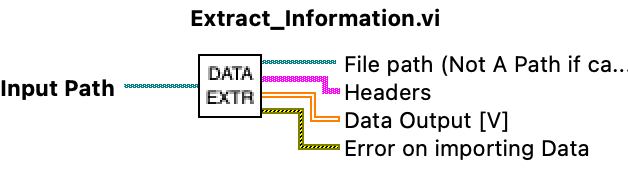 Extract_Information.vi
Input Path
DATA
EXTR
File path (Not A Path if ca...
Headers
Data Output [V]
Error on importing Data